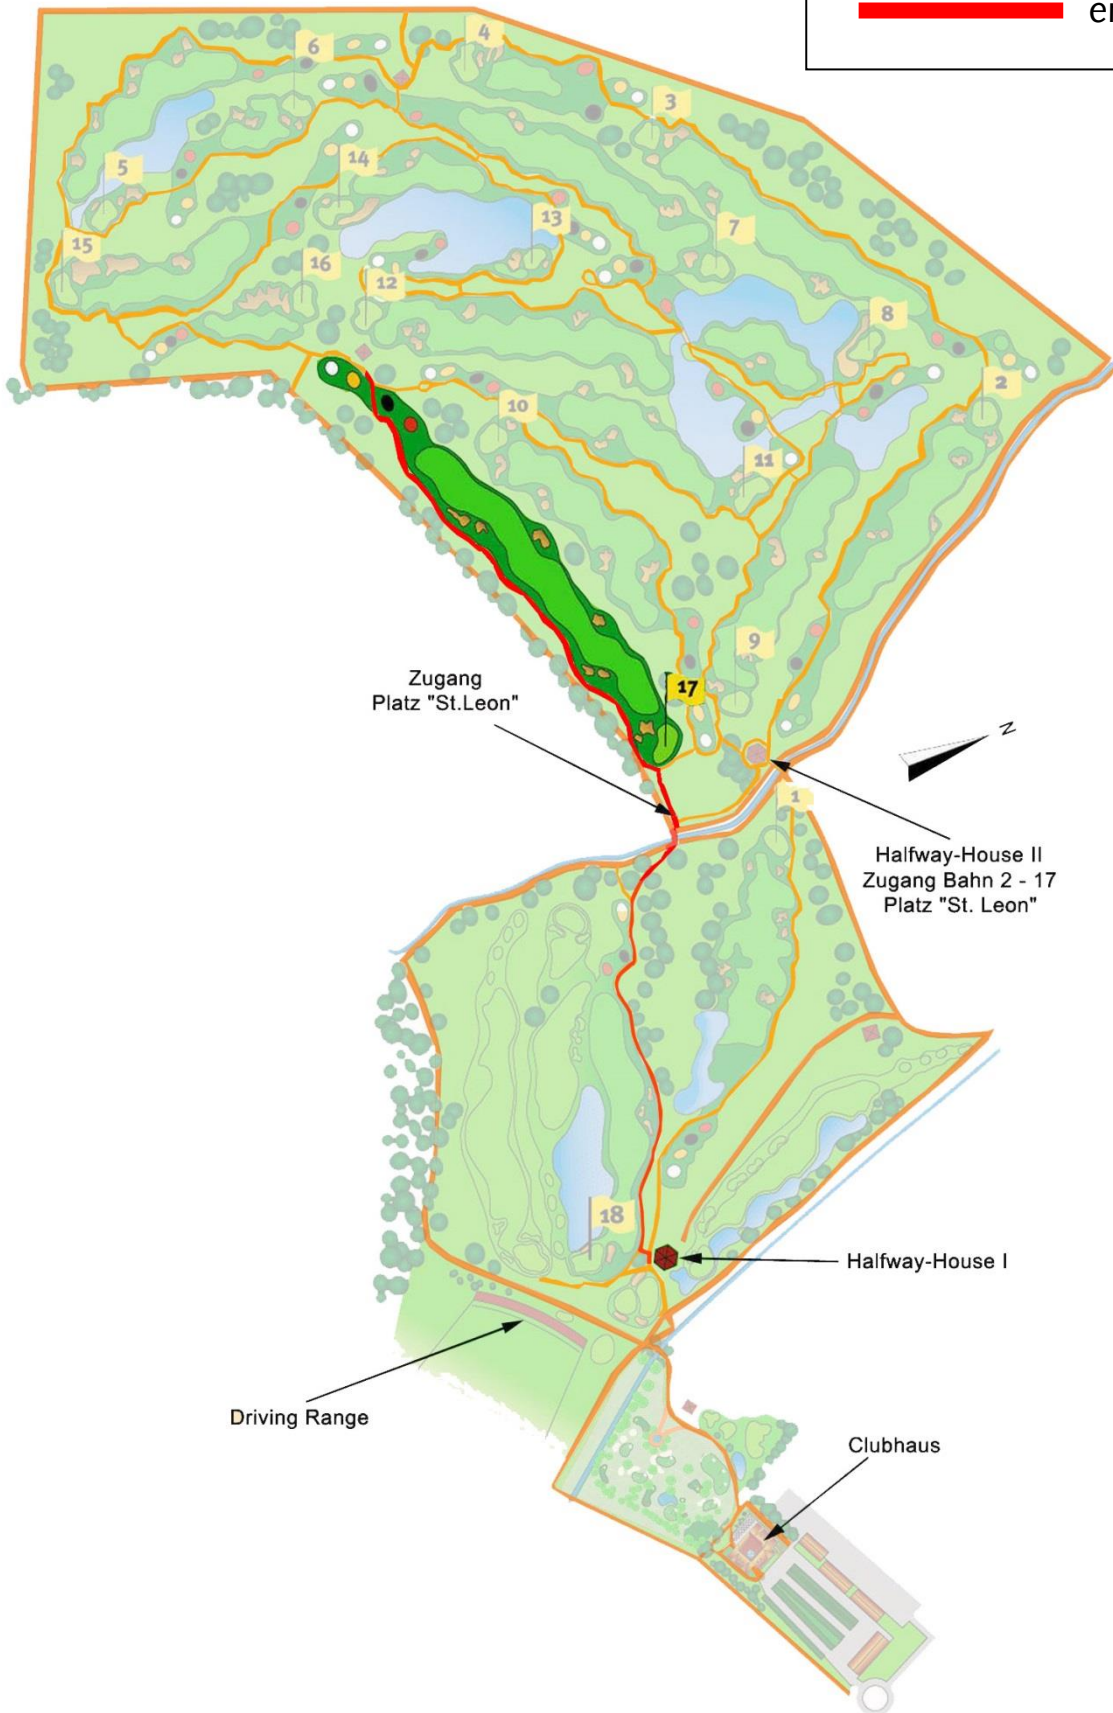 er
6
4
3
5
14
13
7
15
16
12
8
2
10
11
9
17
Zugang
Platz "St.Leon"
N
1
Halfway-House II
Zugang Bahn 2 - 17
Platz "St. Leon"
18
Halfway-House I
Driving Range
Clubhaus